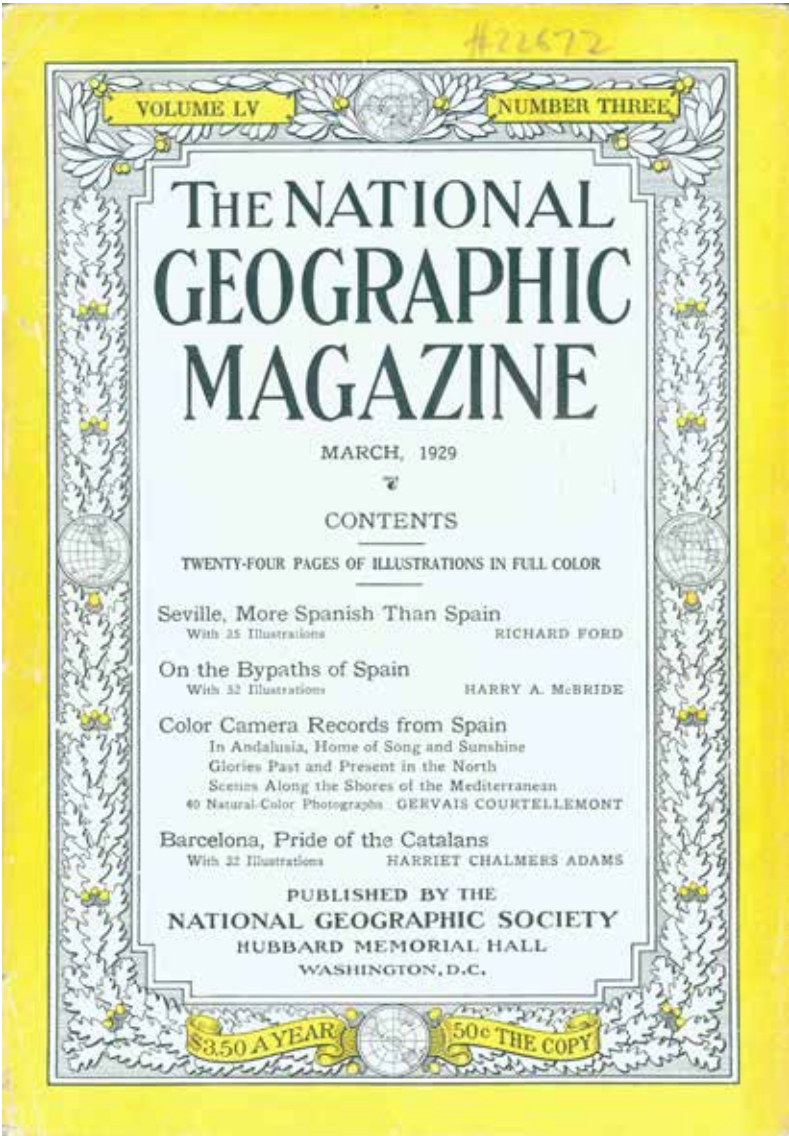 #22672
VOLUME LV
NUMBER THREE
THE NATIONAL
GEOGRAPHIC
MAGAZINE
MARCH, 1929
CONTENTS
TWENTY-FOUR PAGES OF ILLUSTRATIONS IN FULL COLOR
Seville, More Spanish Than Spain
With 35 Illustrations RICHARD FORD
On the Bypaths of Spain
With 32 Illustrations HARRY A. McBRIDE
Color Camera Records from Spain
In Andalusia, Home of Song and Sunshine
Glories Past and Present in the North
Scenes Along the Shores of the Mediterranean
40 Natural-Color Photographs GERVAIS COURTELLEMONT
Barcelona, Pride of the Catalans
With 32 Illustrations HARRIET CHALMERS ADAMS
PUBLISHED BY THE
NATIONAL GEOGRAPHIC SOCIETY
HUBBARD MEMORIAL HALL
WASHINGTON, D.C.
$3.50 A YEAR
50c THE COPY